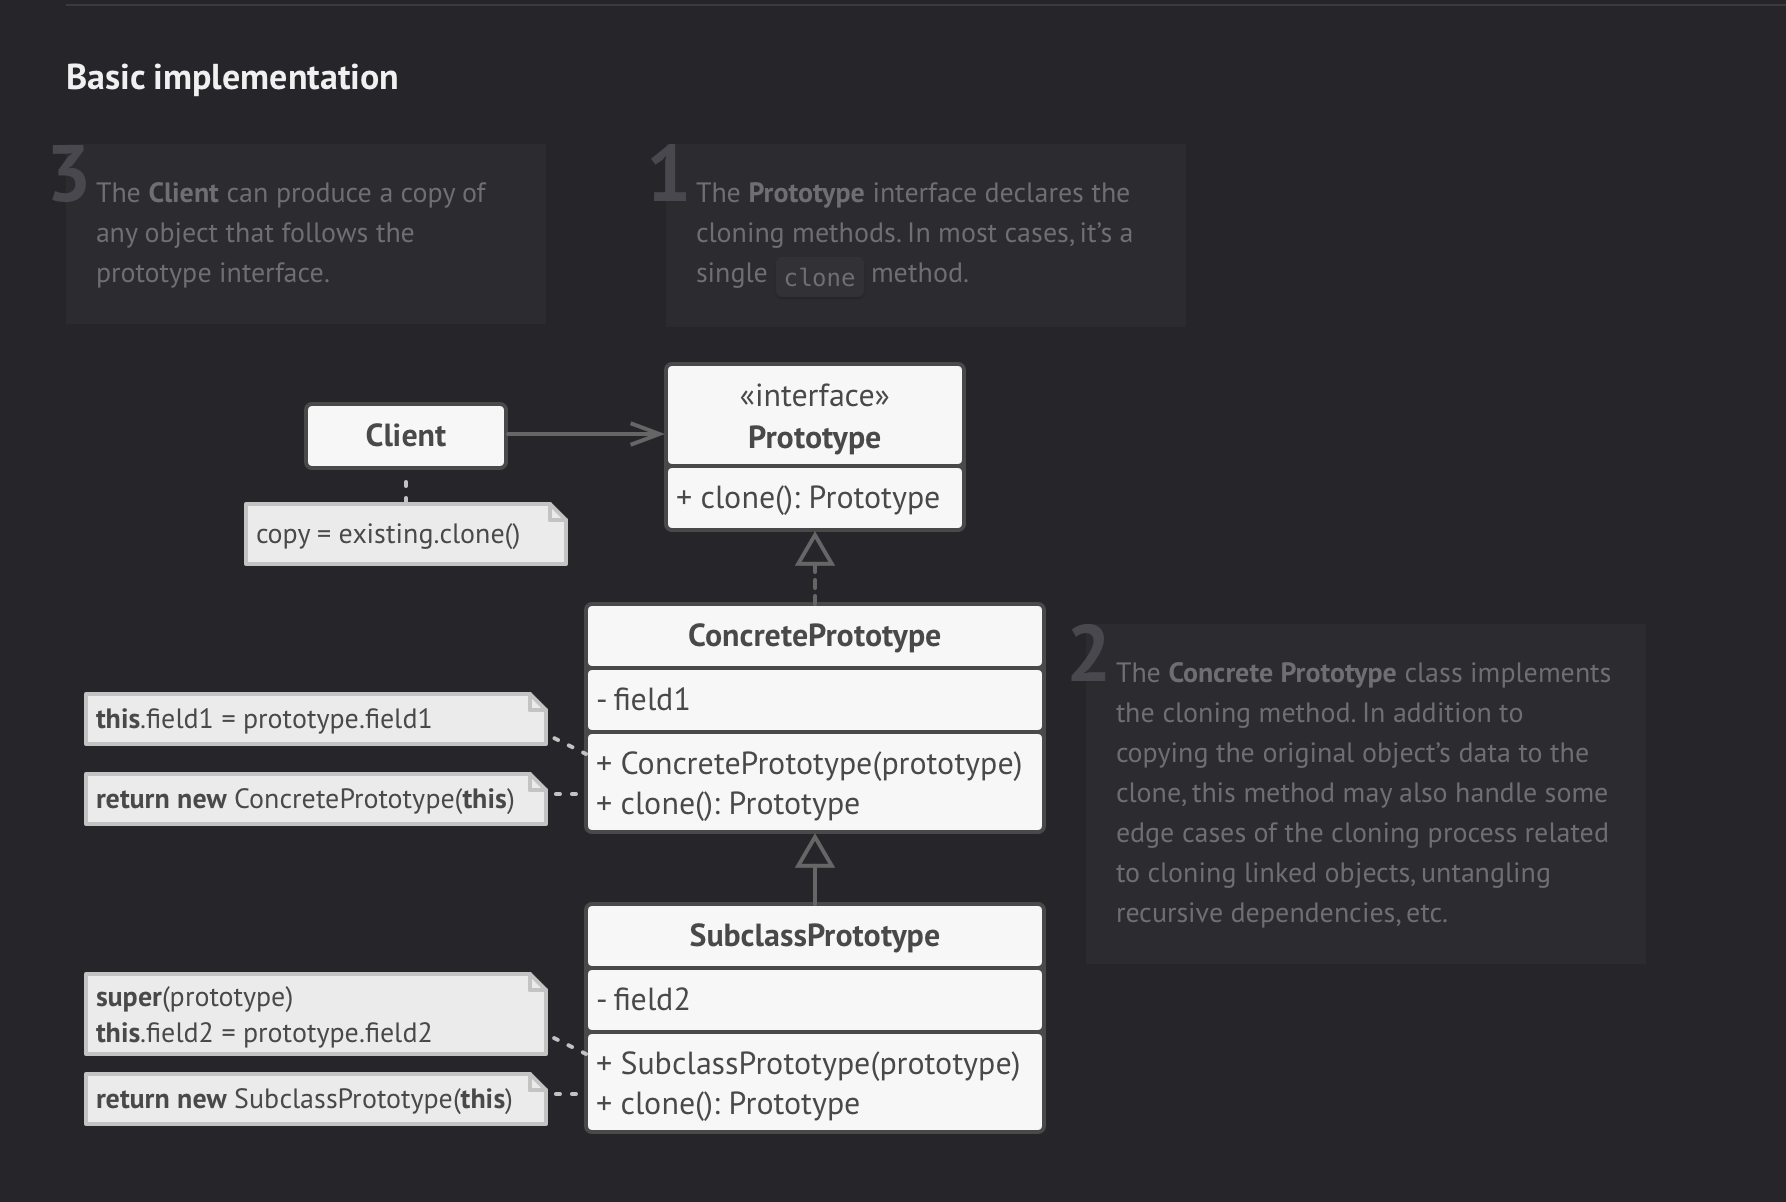 Basic implementation
3
The Client can produce a copy of
any object that follows the
prototype interface.
1
The Prototype interface declares the
cloning methods. In most cases, it’s a
single clone method.
Client
copy = existing.clone()
«interface»
Prototype
+ clone(): Prototype
ConcretePrototype
- field1
+ ConcretePrototype(prototype)
+ clone(): Prototype
this.field1 = prototype.field1
return new ConcretePrototype(this)
2
The Concrete Prototype class implements
the cloning method. In addition to
copying the original object’s data to the
clone, this method may also handle some
edge cases of the cloning process related
to cloning linked objects, untangling
recursive dependencies, etc.
SubclassPrototype
- field2
+ SubclassPrototype(prototype)
+ clone(): Prototype
super(prototype)
this.field2 = prototype.field2
return new SubclassPrototype(this)